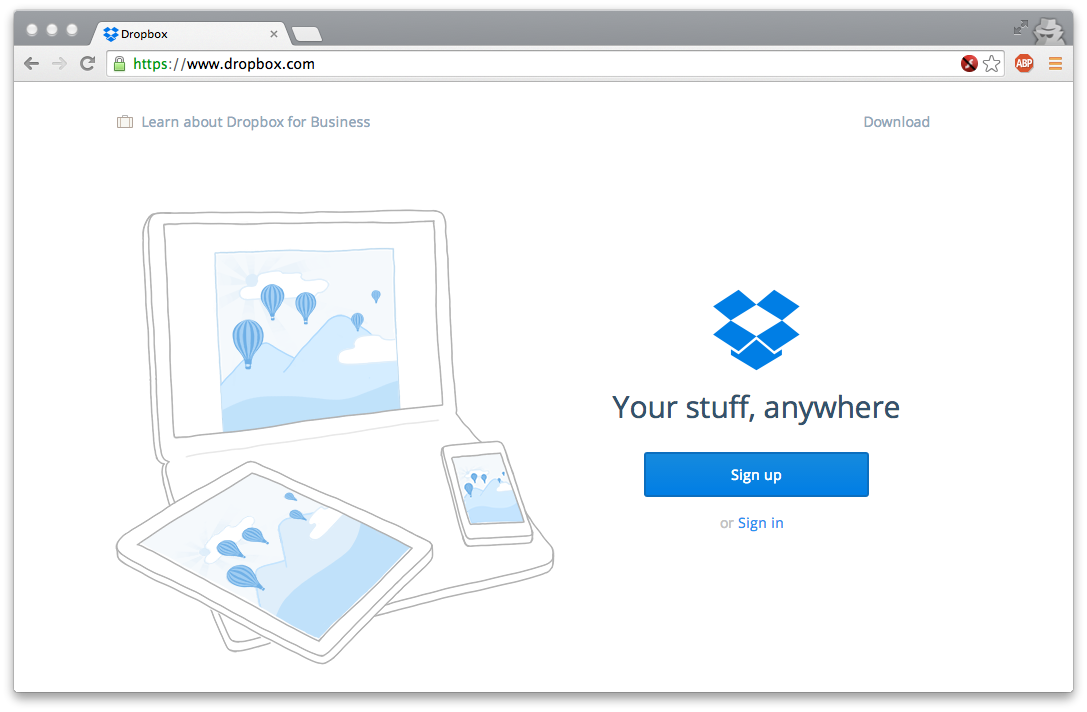 Dropbox
https://www.dropbox.com
ABP
Learn about Dropbox for Business
Download
Your stuff, anywhere
Sign up
or Sign in